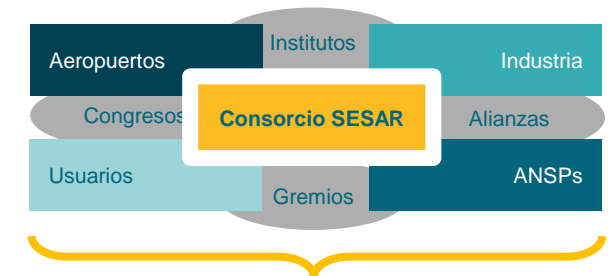 Institutos
Aeropuertos
Industria
Congresos
Consorcio SESAR
Alianzas
Usuarios
ANSPs
Gremios